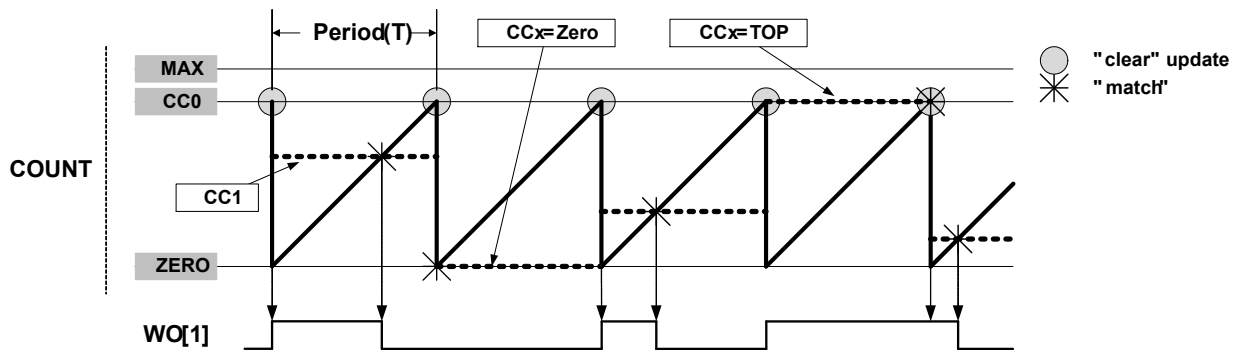 Period(T)
CCx=Zero
CCx=TOP
"clear" update
"match"
MAX
CC0
COUNT
CC1
ZERO
WO[1]